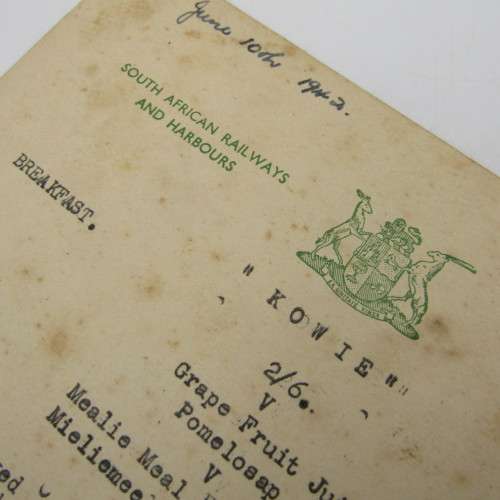 June 10th 1942.
SOUTH AFRICAN RAILWAYS
AND HARBOURS
BREAKFAST.
"KOWIE"
2/6.
V
Grape Fruit Ju
Pomelosap
V
Mealie Meal
Mieliemee